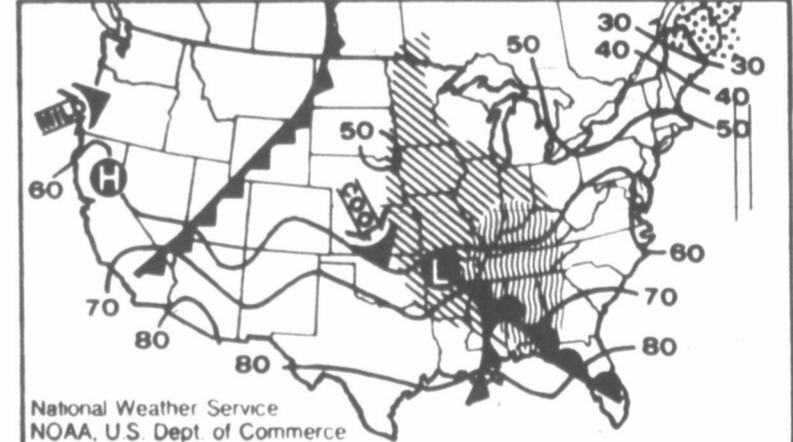 30
50
40
30
MILD
40
50
50
60
H
COOL
60
L
70
70
80
80
80
National Weather Service
NOAA, U.S. Dept. of Commerce